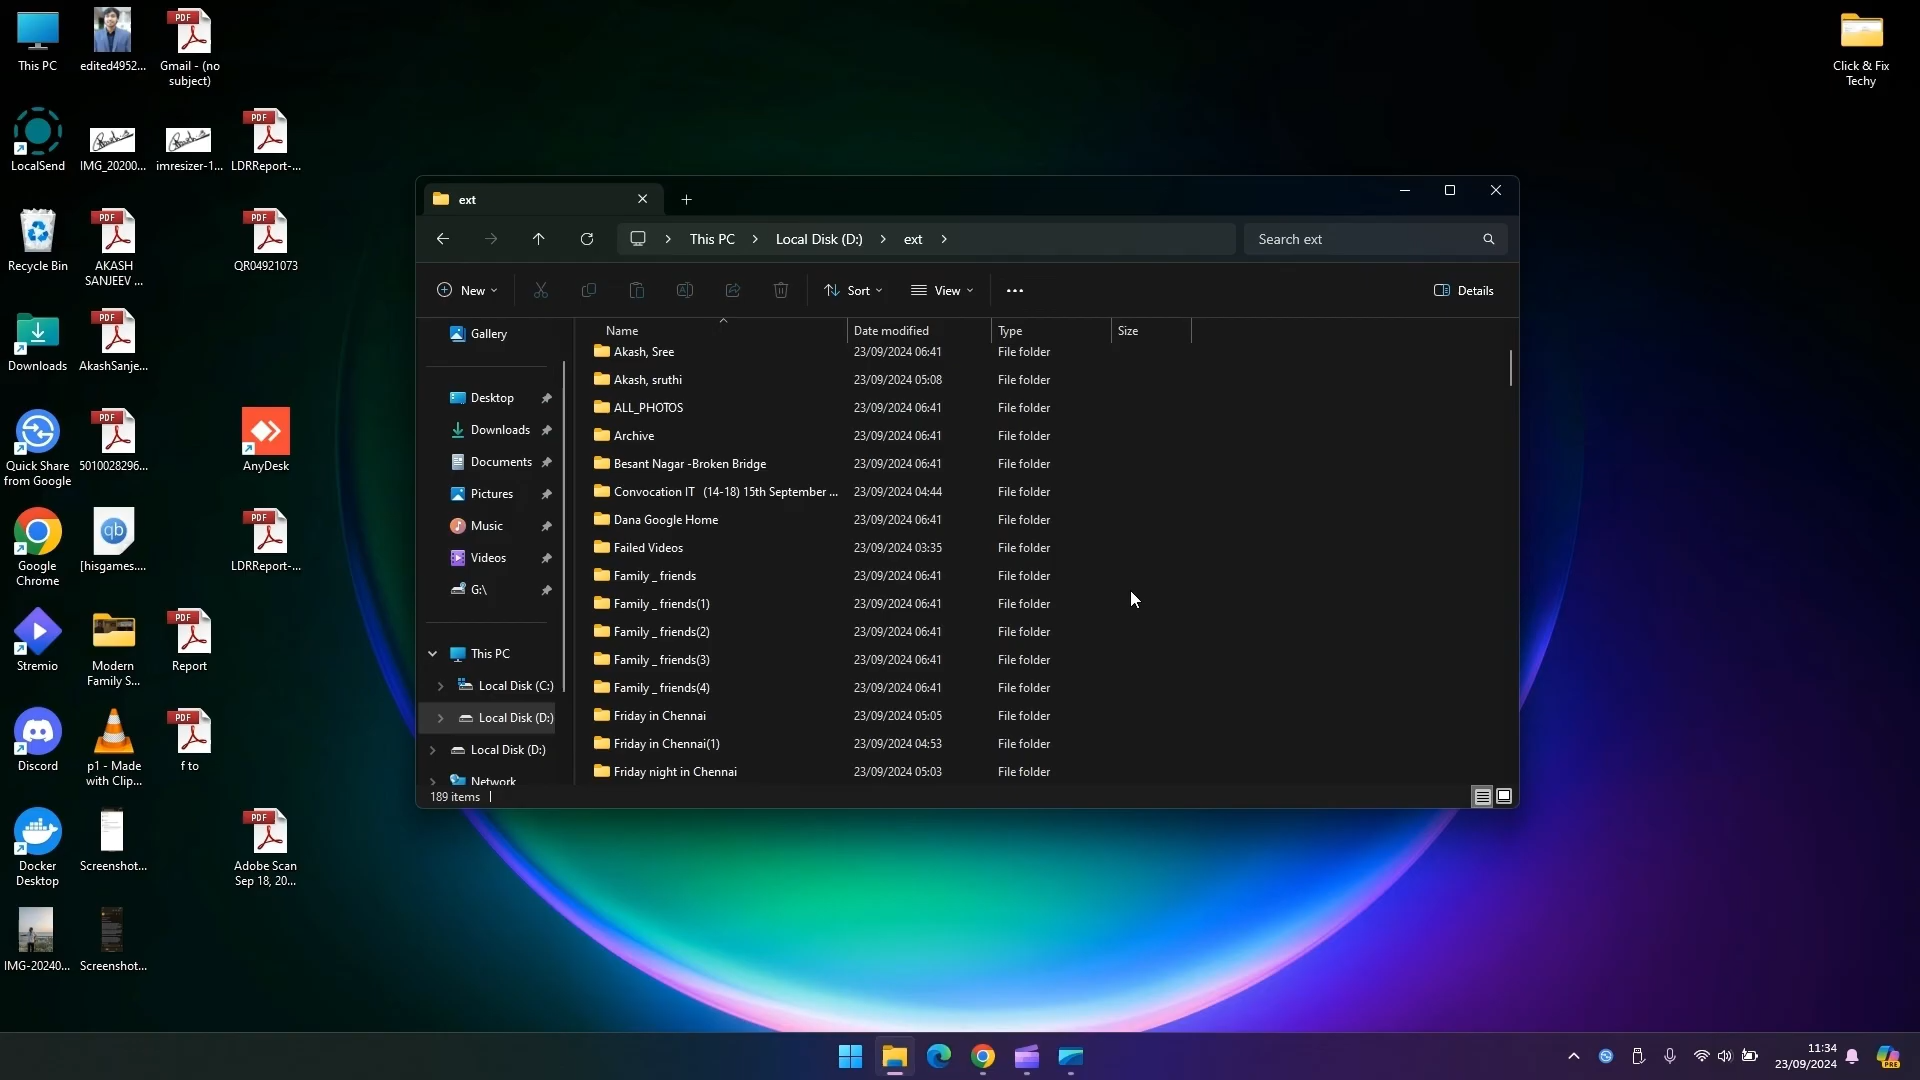 This PC
edited4952...
Gmail - (no
subject)
Click & Fix
Techy
LocalSend
IMG_20200...
imresizer-1...
LDRReport-...
Recycle Bin
AKASH
SANJEEV ...
QR04921073
Downloads
AkashSanje...
Quick Share
from Google
5010028296...
AnyDesk
Google
Chrome
[hisgames....
LDRReport-...
Stremio
Modern
Family S...
Report
Discord
p1 - Made
with Clip...
f to
Docker
Desktop
Screenshot...
Adobe Scan
Sep 18, 20...
IMG-20240...
Screenshot...
ext
This PC > Local Disk (D:) > ext >
Search ext
New
Sort
View
Details
Gallery
Desktop
Downloads
Documents
Pictures
Music
Videos
G:\
This PC
Local Disk (C:)
Local Disk (D:)
Local Disk (D:)
Network
Name Date modified Type Size
Akash, Sree 23/09/2024 06:41 File folder
Akash, sruthi 23/09/2024 05:08 File folder
ALL_PHOTOS 23/09/2024 06:41 File folder
Archive 23/09/2024 06:41 File folder
Besant Nagar -Broken Bridge 23/09/2024 06:41 File folder
Convocation IT (14-18) 15th September ... 23/09/2024 04:44 File folder
Dana Google Home 23/09/2024 06:41 File folder
Failed Videos 23/09/2024 03:35 File folder
Family _ friends 23/09/2024 06:41 File folder
Family _ friends(1) 23/09/2024 06:41 File folder
Family _ friends(2) 23/09/2024 06:41 File folder
Family _ friends(3) 23/09/2024 06:41 File folder
Family _ friends(4) 23/09/2024 06:41 File folder
Friday in Chennai 23/09/2024 05:05 File folder
Friday in Chennai(1) 23/09/2024 04:53 File folder
Friday night in Chennai 23/09/2024 05:03 File folder
189 items
11:34
23/09/2024